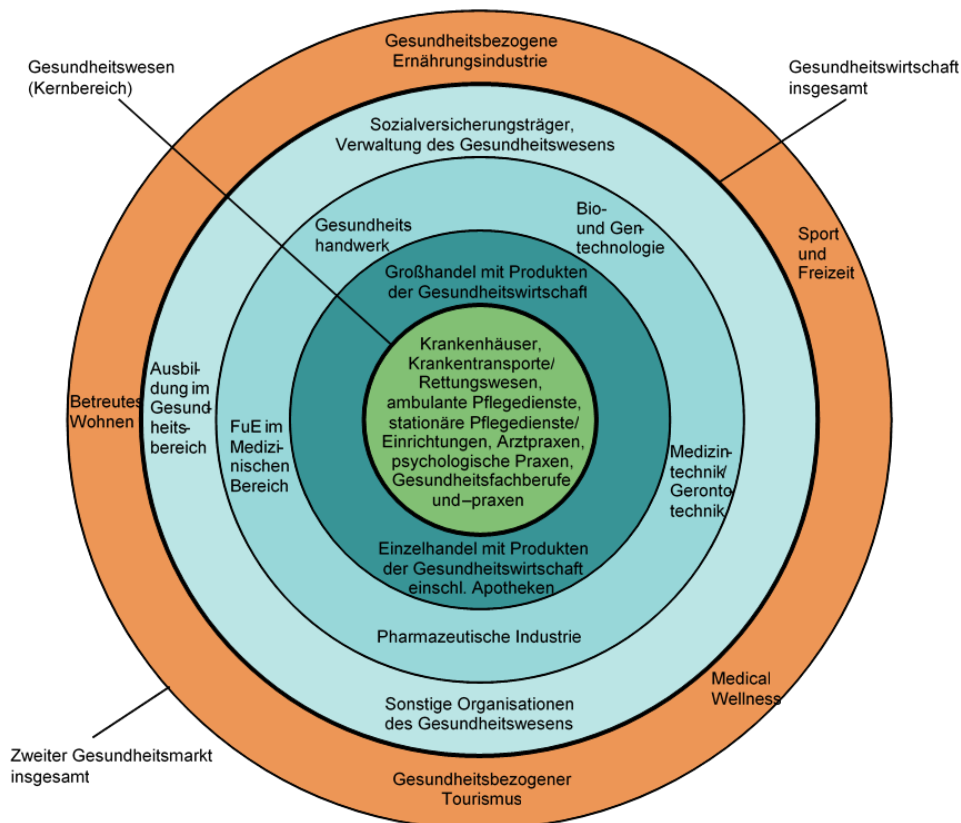 Gesundheitsbezogene
Ernährungsindustrie
Gesundheitswesen
(Kernbereich)
Gesundheitswirtschaft
insgesamt
Sozialversicherungsträger,
Verwaltung des Gesundheitswesens
Gesundheits
handwerk
Bio-
und Gen-
technologie
Sport
und
Freizeit
Großhandel mit Produkten
der Gesundheitswirtschaft
Krankenhäuser,
Krankentransporte/
Rettungswesen,
ambulante Pflegedienste,
stationäre Pflegedienste/
Einrichtungen, Arztpraxen,
psychologische Praxen,
Gesundheitsfachberufe
und–praxen
Betreutes
Wohnen
Ausbil-
dung im
Gesund-
heits-
bereich
FuE im
Medizi-
nischen
Bereich
Medizin-
technik/
Geronto-
technik
Einzelhandel mit Produkten
der Gesundheitswirtschaft
einschl. Apotheken
Pharmazeutische Industrie
Medical
Wellness
Sonstige Organisationen
des Gesundheitswesens
Zweiter Gesundheitsmarkt
insgesamt
Gesundheitsbezogener
Tourismus